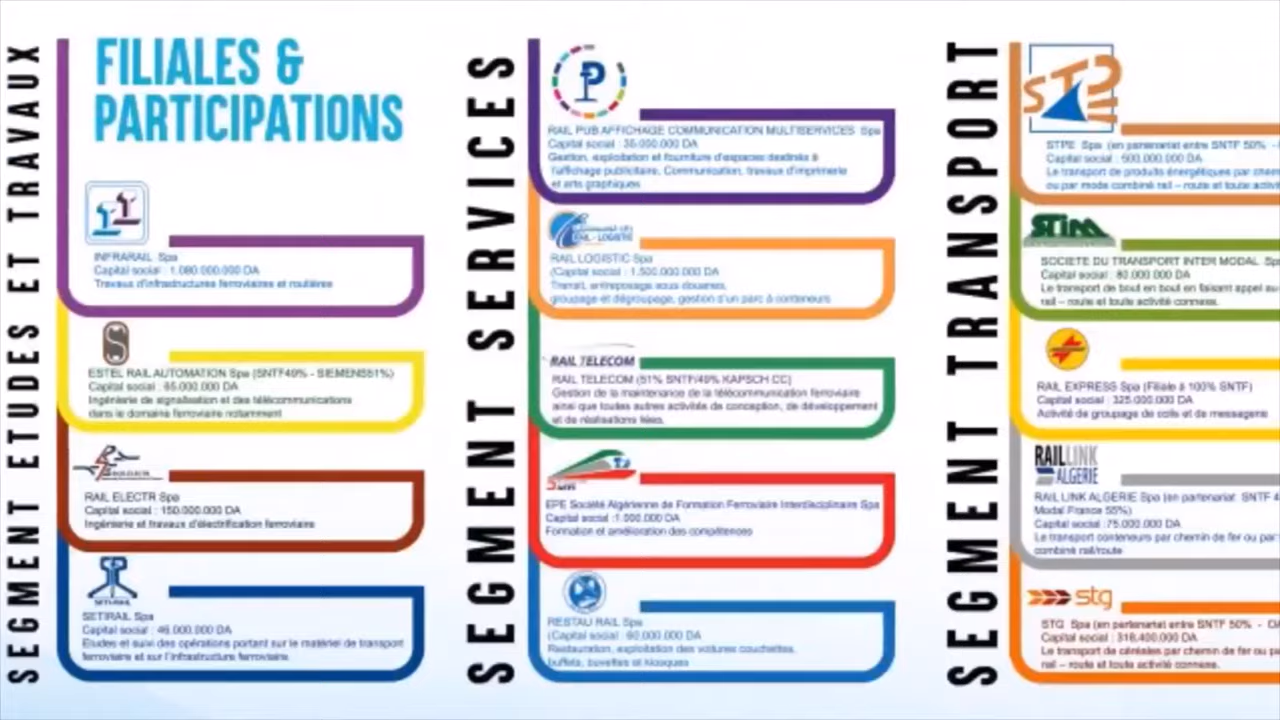 SEGMENT ETUDES ET TRAVAUX
FILIALES &
PARTICIPATIONS
INFRARAIL Spa
Capital social : 1.080.000.000 DA
Travaux d'infrastructures ferroviaires et routières
ESTEL RAIL AUTOMATION Spa (SNTF49% - SIEMENS51%)
Capital social : 65.000.000 DA
Ingénierie de signalisation et des télécommunications
dans le domaine ferroviaire notamment
RAIL ELECTR Spa
Capital social : 150.000.000 DA
Ingénierie et travaux d'électrification ferroviaire
SETIRAIL
SETIRAIL Spa
Capital social : 46.000.000 DA
Etudes et suivi des opérations portant sur le matériel de transport
ferroviaire et sur l'infrastructure ferroviaire.
SEGMENT SERVICES
RAIL PUB AFFICHAGE COMMUNICATION MULTISERVICES Spa
Capital social : 35.000.000 DA
Gestion, exploitation et fourniture d'espaces destinés à
l'affichage publicitaire. Communication, travaux d'imprimerie
et arts graphiques
RAIL - LOGISTIC
RAIL LOGISTIC Spa
(Capital social : 1.500.000.000 DA
Transit, entreposage sous douanes,
groupage et dégroupage, gestion d'un parc à conteneurs
RAIL TELECOM
RAIL TELECOM (51% SNTF/49% KAPSCH CC)
Gestion de la maintenance de la télécommunication ferroviaire
ainsi que toutes autres activités de conception, de développement
et de réalisations liées.
EPE Société Algérienne de Formation Ferroviaire Interdisciplinaire Spa
Capital social :1.000.000 DA
Formation et amélioration des compétences
RESTAU RAIL Spa
(Capital social : 60.000.000 DA
Restauration, exploitation des voitures couchettes,
buffets, buvettes et kiosques
SEGMENT TRANSPORT
STPE
STPE Spa (en partenariat entre SNTF 50% -
Capital social : 500.000.000 DA
Le transport de produits énergétiques par chem
ou par mode combiné rail – route et toute activit
STIM
SOCIETE DU TRANSPORT INTER MODAL Sp
Capital social : 80.000.000 DA
Le transport de bout en bout en faisant appel au
rail – route et toute activité connexe.
RAIL EXPRESS Spa (Filiale à 100% SNTF)
Capital social : 325.000.000 DA
Activité de groupage de colis et de messagerie
RAILLINK
ALGERIE
RAIL LINK ALGERIE Spa (en partenariat SNTF 4
Modal France 55%)
Capital social :75.000.000 DA
Le transport conteneurs par chemin de fer ou par
combiné rail/route
stg
STG Spa (en partenariat entre SNTF 50% -
Capital social : 318.400.000 DA
Le transport de céréales par chemin de fer ou pa
rail – route et toute activité connexe.